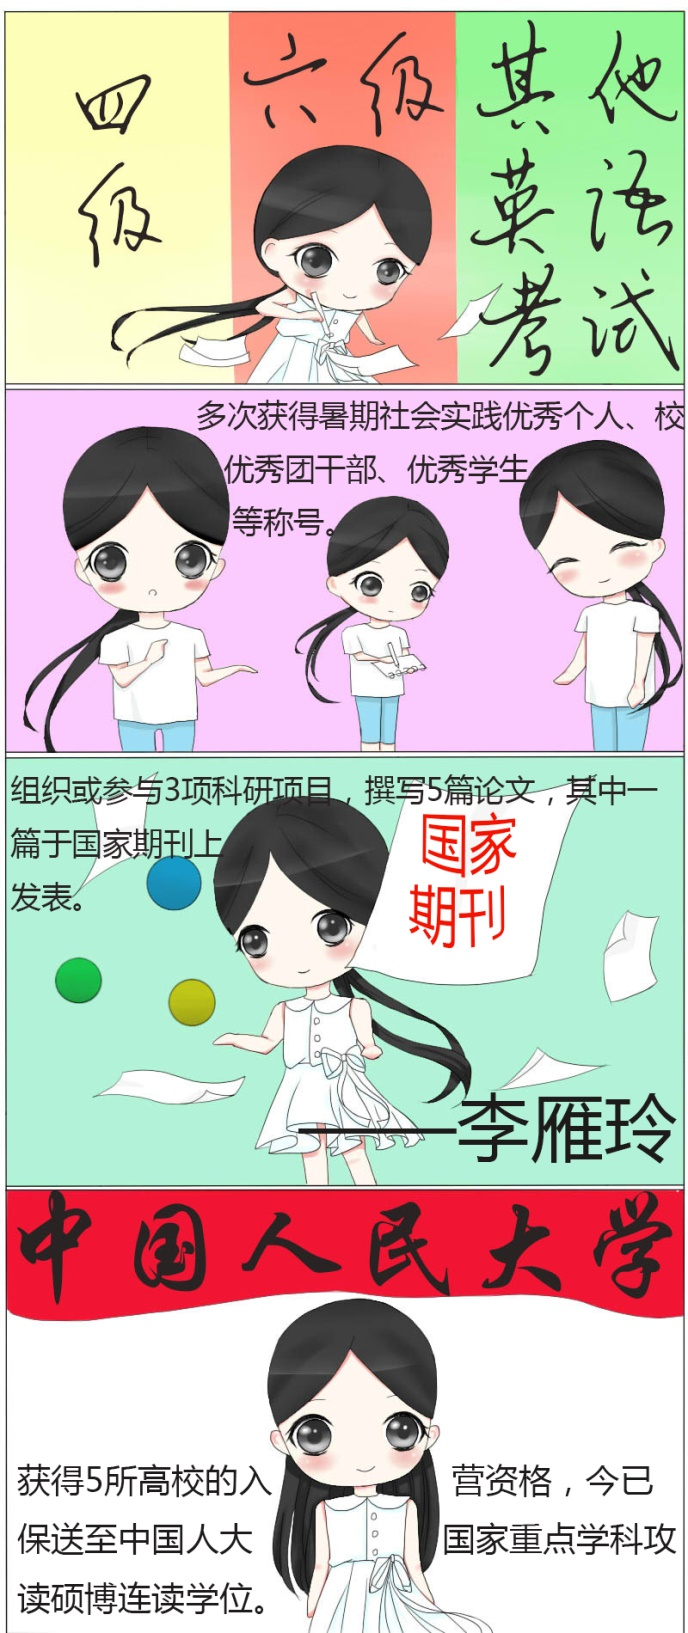 四级
六级
其他
英语
考试
多次获得暑期社会实践优秀个人、校
优秀团干部、优秀学生
等称号。
组织或参与3项科研项目，撰写5篇论文，其中一
篇于国家期刊上
发表。
国家
期刊
——李雁玲
中国人民大学
获得5所高校的入营资格，今已
保送至中国人大国家重点学科攻
读硕博连读学位。